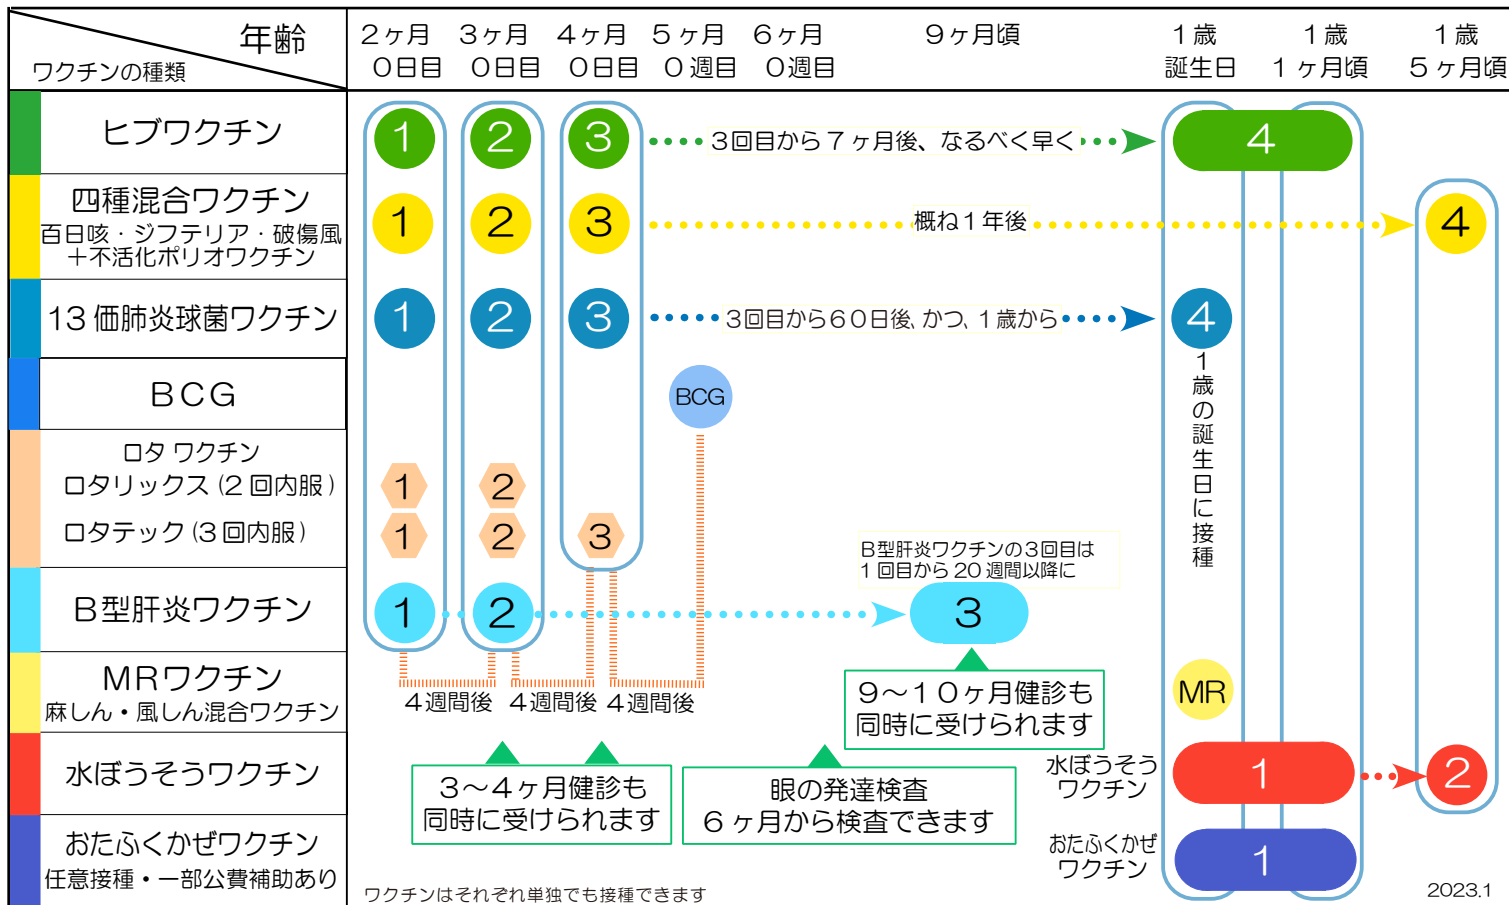 年齢
ワクチンの種類
2ヶ月 0日目
3ヶ月 0日目
4ヶ月 0日目
5ヶ月 0週目
6ヶ月 0週目
9ヶ月頃
1歳 誕生日
1歳 1ヶ月頃
1歳 5ヶ月頃
ヒブワクチン
1 2 3
3回目から7ヶ月後、なるべく早く
4
四種混合ワクチン
百日咳・ジフテリア・破傷風
＋不活化ポリオワクチン
1 2 3
概ね1年後
4
13価肺炎球菌ワクチン
1 2 3
3回目から60日後、かつ、1歳から
4
1歳の誕生日に接種
BCG
BCG
ロタ ワクチン
ロタリックス(2回内服)
1 2
ロタテック(3回内服)
1 2 3
B型肝炎ワクチンの3回目は
1回目から20週間以降に
B型肝炎ワクチン
1 2 3
MRワクチン
麻しん・風しん混合ワクチン
4週間後 4週間後 4週間後
9〜10ヶ月健診も
同時に受けられます
MR
水ぼうそうワクチン
3〜4ヶ月健診も
同時に受けられます
眼の発達検査
6ヶ月から検査できます
水ぼうそう
ワクチン
1 2
おたふくかぜワクチン
任意接種・一部公費補助あり
おたふくかぜ
ワクチン
1
ワクチンはそれぞれ単独でも接種できます
2023.1